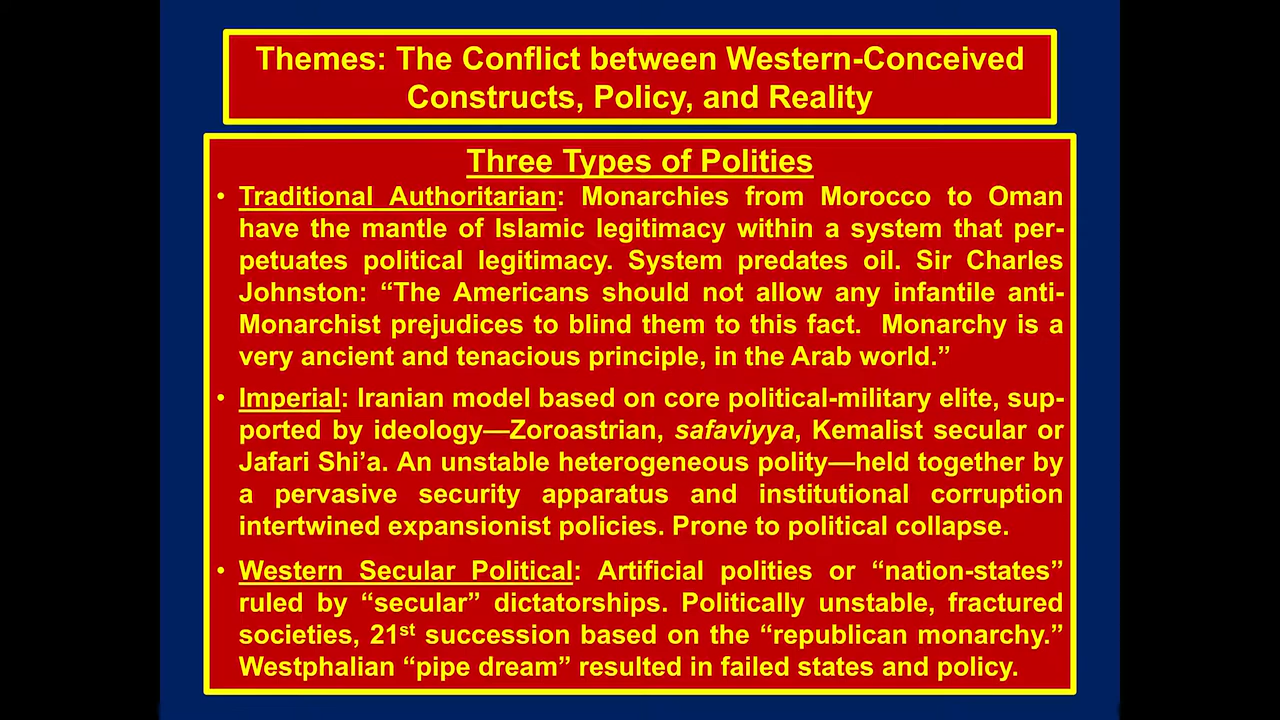 Themes: The Conflict between Western-Conceived
Constructs, Policy, and Reality
Three Types of Polities
• Traditional Authoritarian: Monarchies from Morocco to Oman
have the mantle of Islamic legitimacy within a system that per-
petuates political legitimacy. System predates oil. Sir Charles
Johnston: “The Americans should not allow any infantile anti-
Monarchist prejudices to blind them to this fact.  Monarchy is a
very ancient and tenacious principle, in the Arab world.”
• Imperial: Iranian model based on core political-military elite, sup-
ported by ideology—Zoroastrian, safaviyya, Kemalist secular or
Jafari Shi’a. An unstable heterogeneous polity—held together by
a pervasive security apparatus and institutional corruption
intertwined expansionist policies. Prone to political collapse.
• Western Secular Political: Artificial polities or “nation-states”
ruled by “secular” dictatorships. Politically unstable, fractured
societies, 21st succession based on the “republican monarchy.”
Westphalian “pipe dream” resulted in failed states and policy.